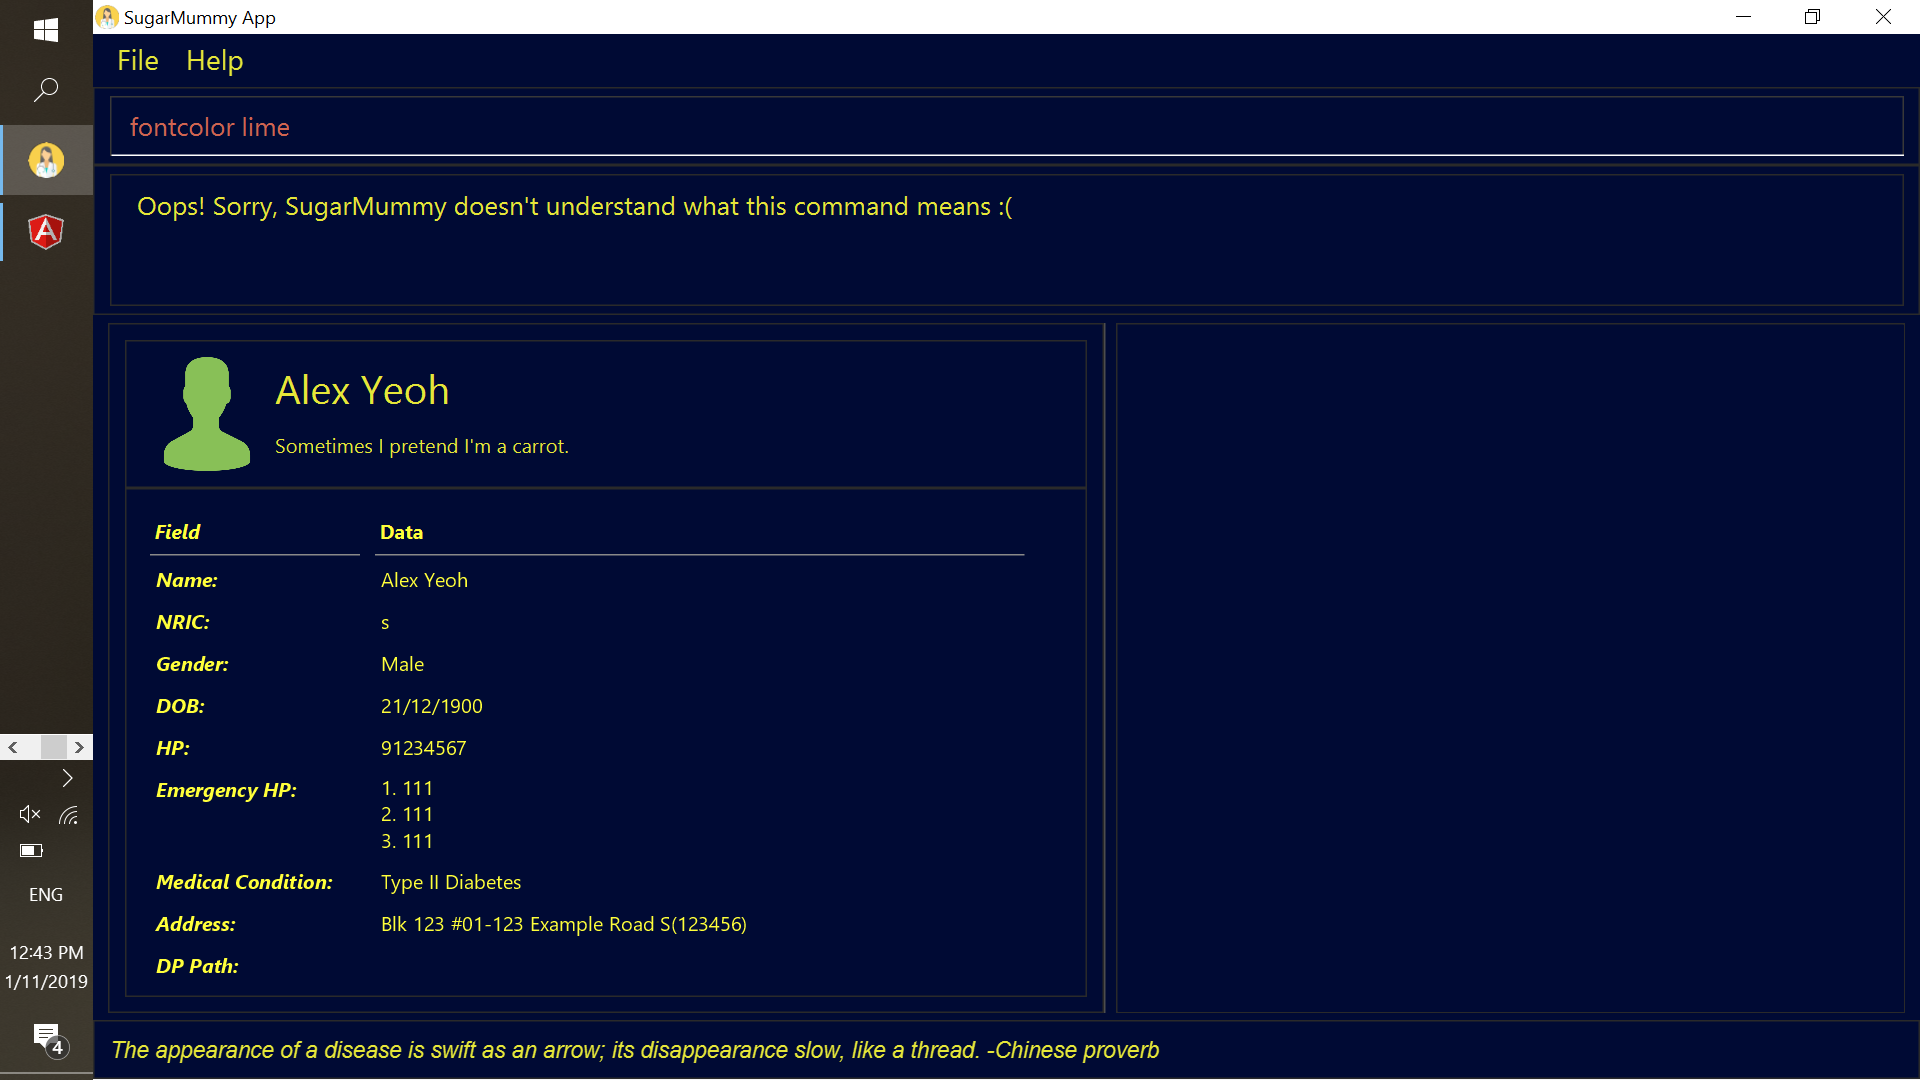 SugarMummy App
File Help
fontcolor lime
Oops! Sorry, SugarMummy doesn't understand what this command means :(
Alex Yeoh
Sometimes I pretend I'm a carrot.
Field Data
Name: Alex Yeoh
NRIC: s
Gender: Male
DOB: 21/12/1900
HP: 91234567
Emergency HP: 1. 111
2. 111
3. 111
Medical Condition: Type II Diabetes
Address: Blk 123 #01-123 Example Road S(123456)
DP Path:
The appearance of a disease is swift as an arrow; its disappearance slow, like a thread. -Chinese proverb
ENG
12:43 PM
1/11/2019
4